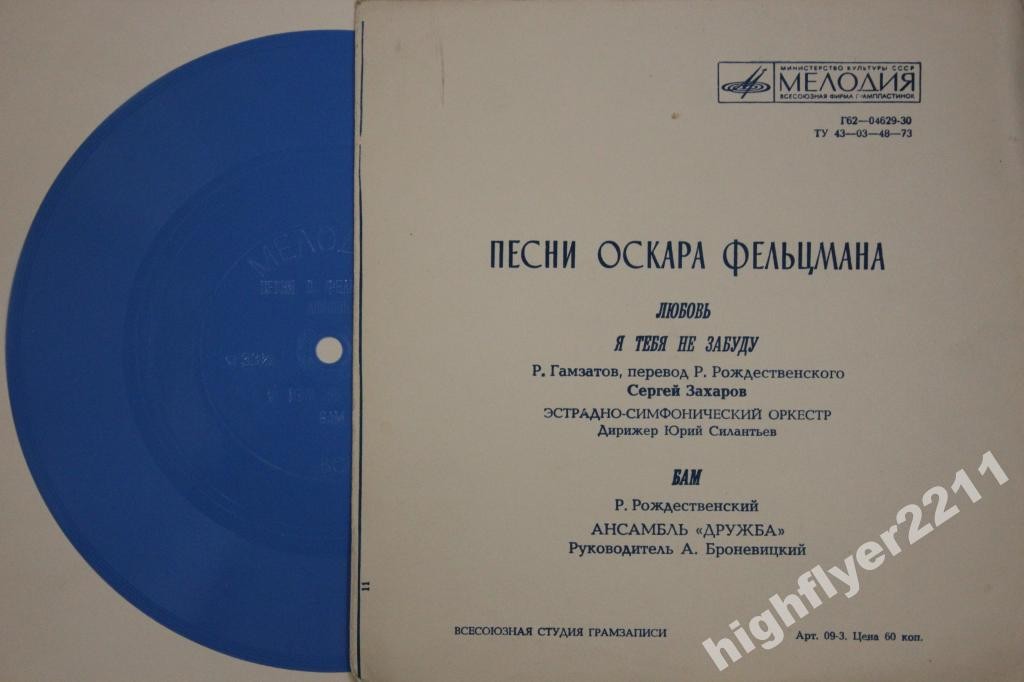 МИНИСТЕРСТВО КУЛЬТУРЫ СССР
МЕЛОДИЯ
ВСЕСОЮЗНАЯ ФИРМА ГРАМПЛАСТИНОК
Г62—04629-30
ТУ 43—03—48—73
ПЕСНИ ОСКАРА ФЕЛЬЦМАНА
ЛЮБОВЬ
Я ТЕБЯ НЕ ЗАБУДУ
Р. Гамзатов, перевод Р. Рождественского
Сергей Захаров
ЭСТРАДНО-СИМФОНИЧЕСКИЙ ОРКЕСТР
Дирижер Юрий Силантьев
БАМ
Р. Рождественский
АНСАМБЛЬ «ДРУЖБА»
Руководитель А. Броневицкий
11
ВСЕСОЮЗНАЯ СТУДИЯ ГРАМЗАПИСИ
Арт. 09-3. Цена 60 коп.
МЕЛОД
highflyer2211